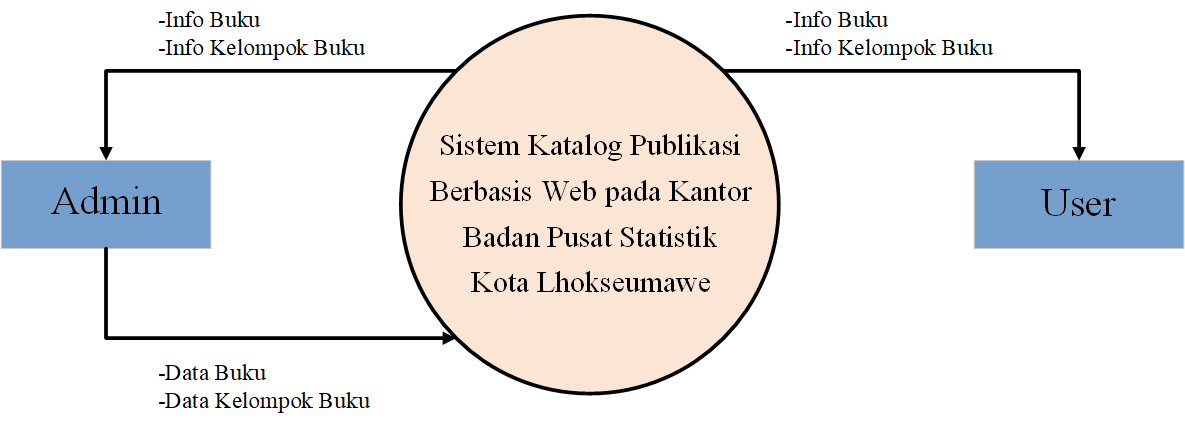 -Info Buku
-Info Kelompok Buku
-Info Buku
-Info Kelompok Buku
Sistem Katalog Publikasi
Berbasis Web pada Kantor
Badan Pusat Statistik
Kota Lhokseumawe
Admin
User
-Data Buku
-Data Kelompok Buku